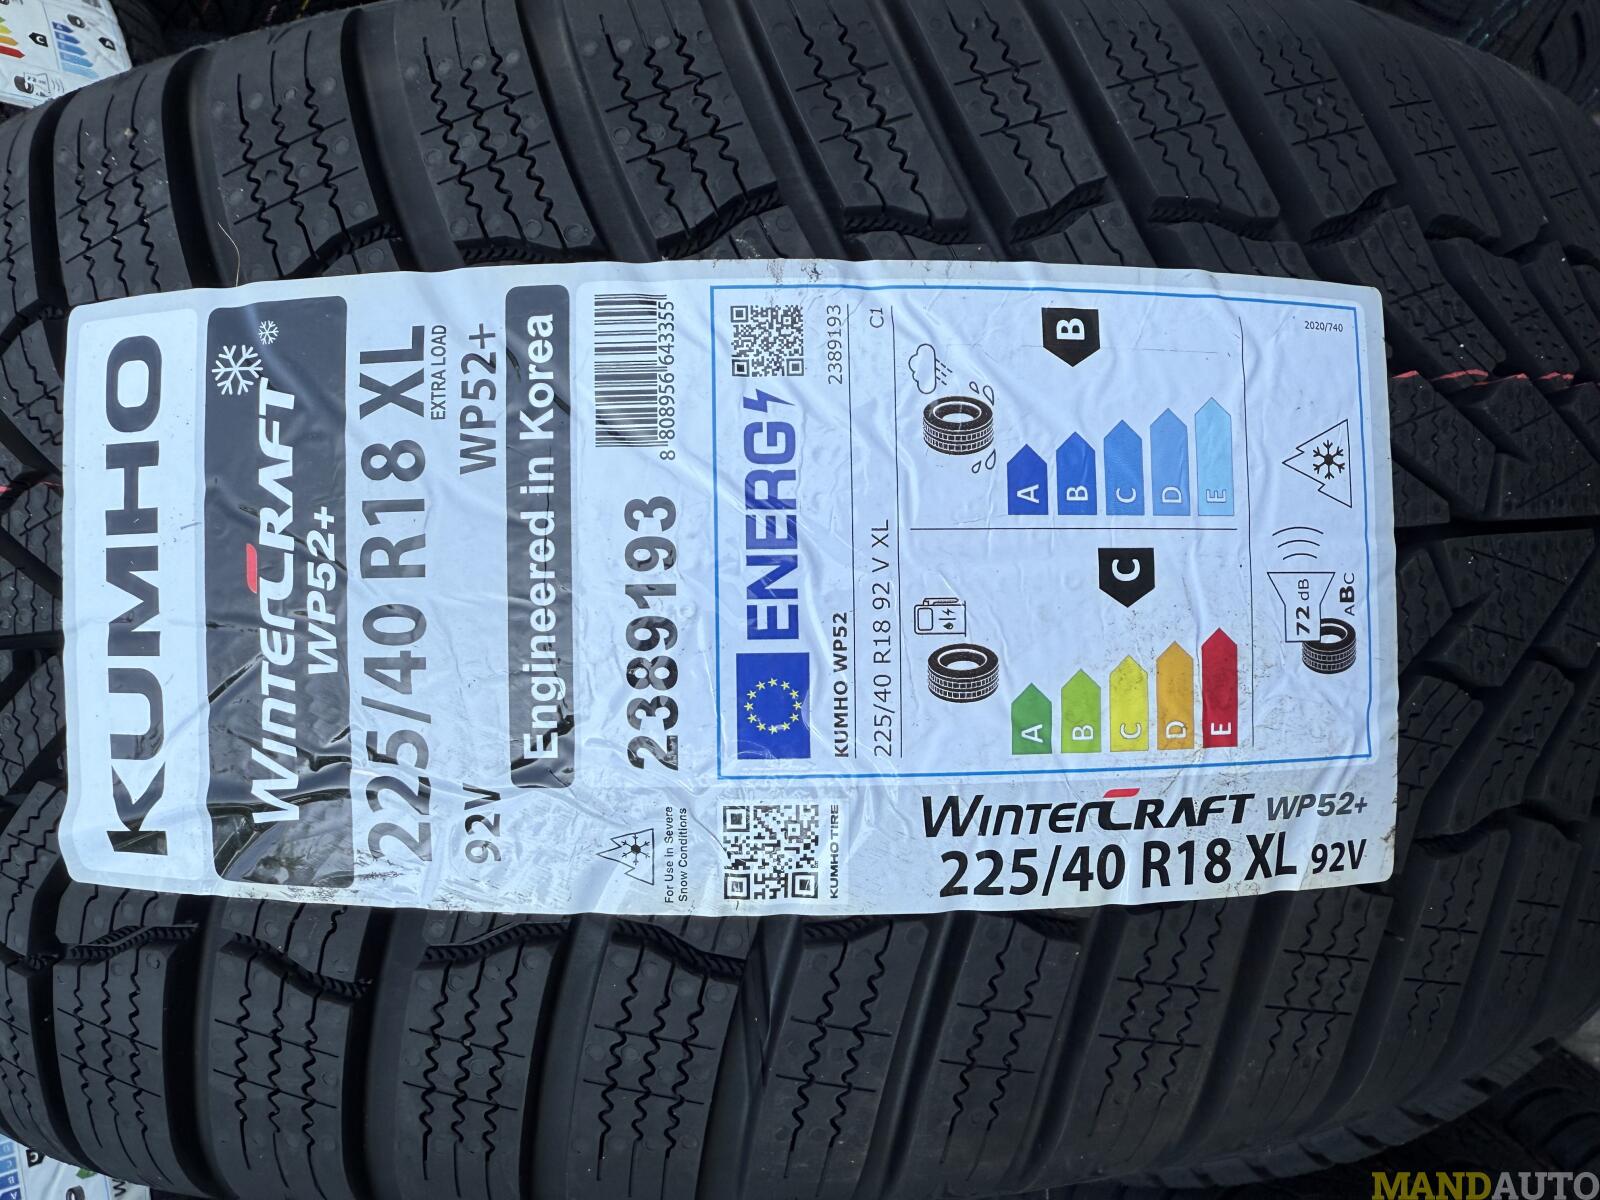 KUMHO
WINTERCRAFT
WP52+
225/40 R18 XL
EXTRA LOAD
92V
WP52+
Engineered in Korea
2389193
8 808956 643355
For Use in Severe
Snow Conditions
KUMHOTIRE
ENERG
KUMHO WP52
2389193
225/40 R18 92 V XL
C1
A
B
C
D
E
C
A
B
C
D
E
B
72 dB
ABC
2020/740
WINTERCRAFT WP52+
225/40 R18 XL 92V
MANDAUTO